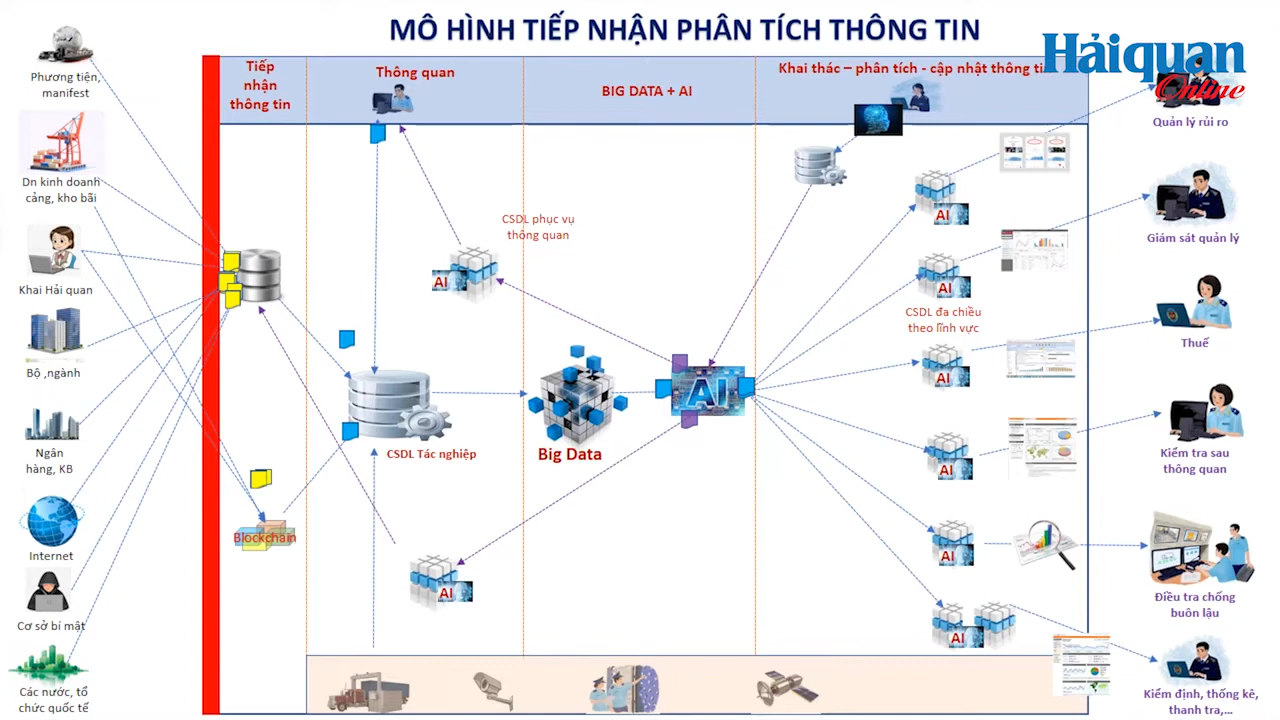 MÔ HÌNH TIẾP NHẬN PHÂN TÍCH THÔNG TIN
Hải quan
Online
Tiếp
nhận
thông tin
Thông quan
BIG DATA + AI
Khai thác – phân tích - cập nhật thông
Phương tiện,
manifest
Dn kinh doanh
cảng, kho bãi
Khai Hải quan
Bộ ,ngành
Ngân
hàng, KB
Internet
Cơ sở bí mật
Các nước, tổ
chức quốc tế
Blockchain
CSDL phục vụ
thông quan
AI
CSDL Tác nghiệp
Big Data
AI
AI
AI
AI
CSDL đa chiều
theo lĩnh vực
AI
AI
AI
AI
Quản lý rủi ro
Giám sát quản lý
Thuế
Kiểm tra sau
thông quan
Điều tra chống
buôn lậu
Kiểm định, thống kê,
thanh tra,...